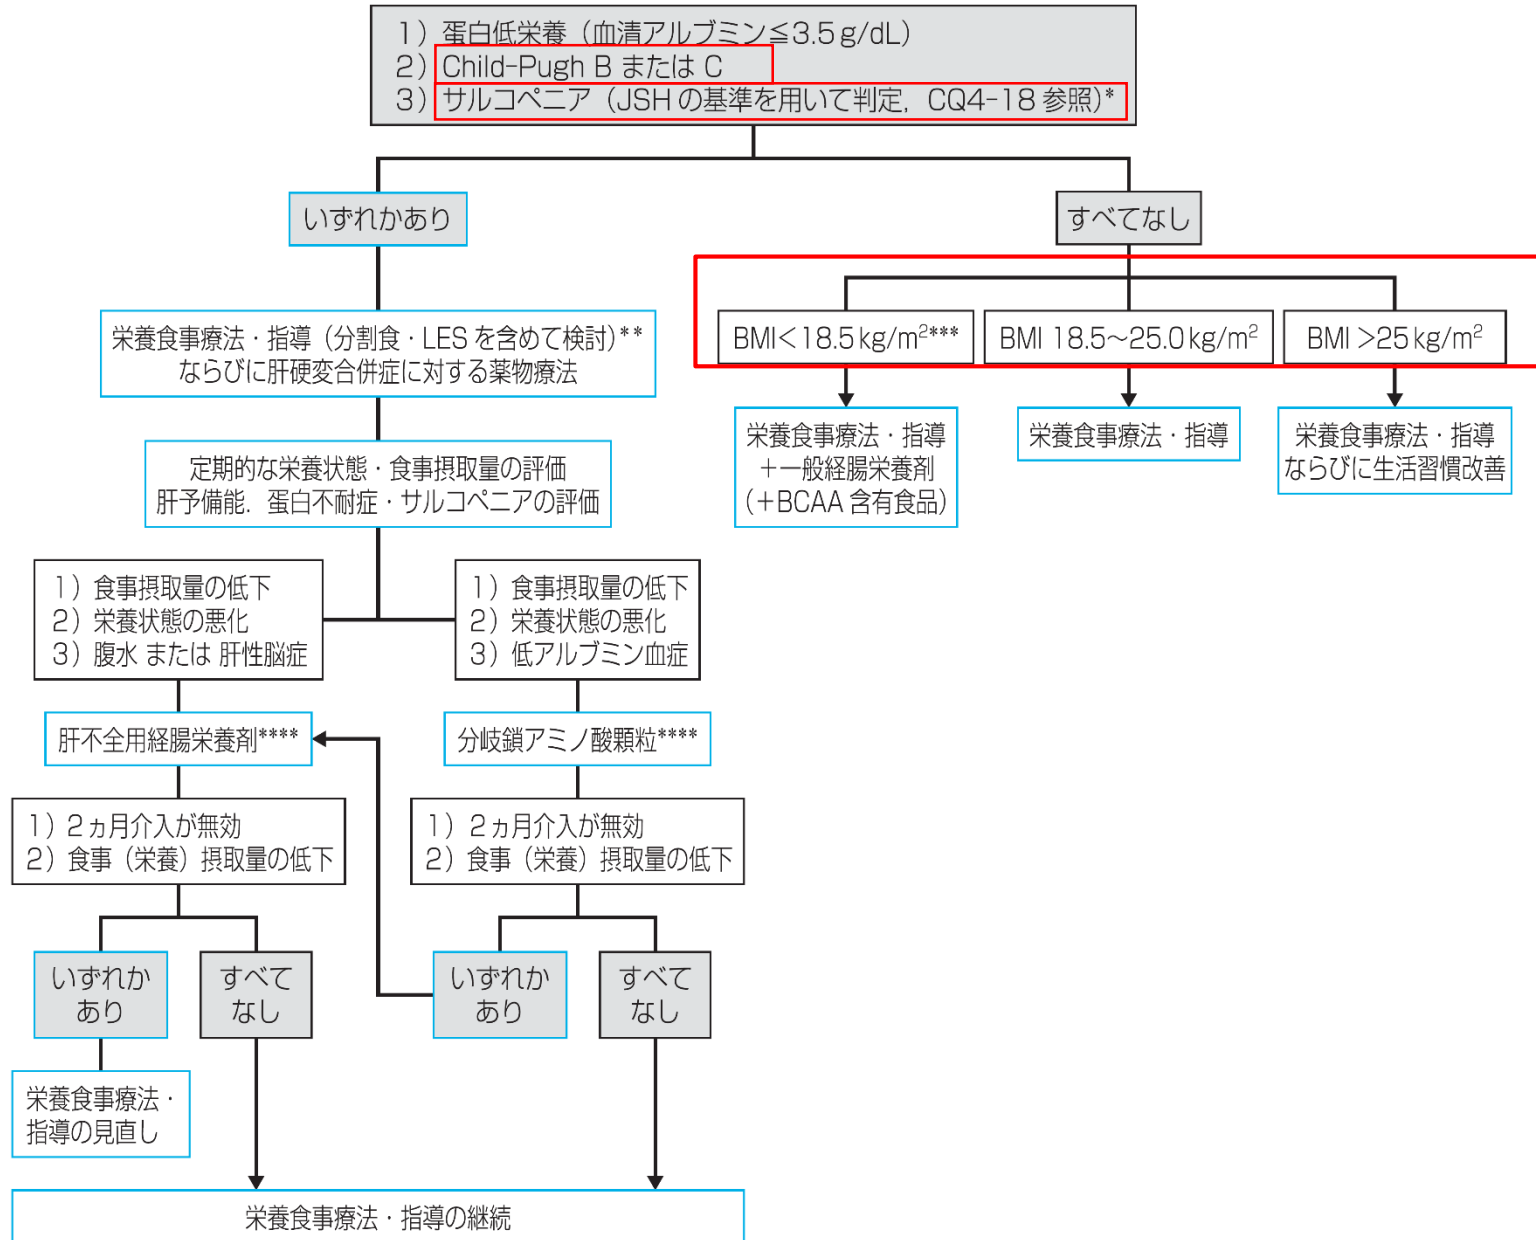 1）蛋白低栄養（血清アルブミン≦3.5 g/dL）
2）Child-Pugh B または C
3）サルコペニア（JSH の基準を用いて判定，CQ4-18 参照）*
いずれかあり
すべてなし
栄養食事療法・指導（分割食・LES を含めて検討）**
ならびに肝硬変合併症に対する薬物療法
BMI＜18.5 kg/m²***
BMI 18.5～25.0 kg/m²
BMI ＞25 kg/m²
栄養食事療法・指導
＋一般経腸栄養剤
（＋BCAA 含有食品）
栄養食事療法・指導
栄養食事療法・指導
ならびに生活習慣改善
定期的な栄養状態・食事摂取量の評価
肝予備能．蛋白不耐症・サルコペニアの評価
1）食事摂取量の低下
2）栄養状態の悪化
3）腹水 または 肝性脳症
1）食事摂取量の低下
2）栄養状態の悪化
3）低アルブミン血症
肝不全用経腸栄養剤****
分岐鎖アミノ酸顆粒****
1）2ヵ月介入が無効
2）食事（栄養）摂取量の低下
1）2ヵ月介入が無効
2）食事（栄養）摂取量の低下
いずれか
あり
すべて
なし
いずれか
あり
すべて
なし
栄養食事療法・
指導の見直し
栄養食事療法・指導の継続